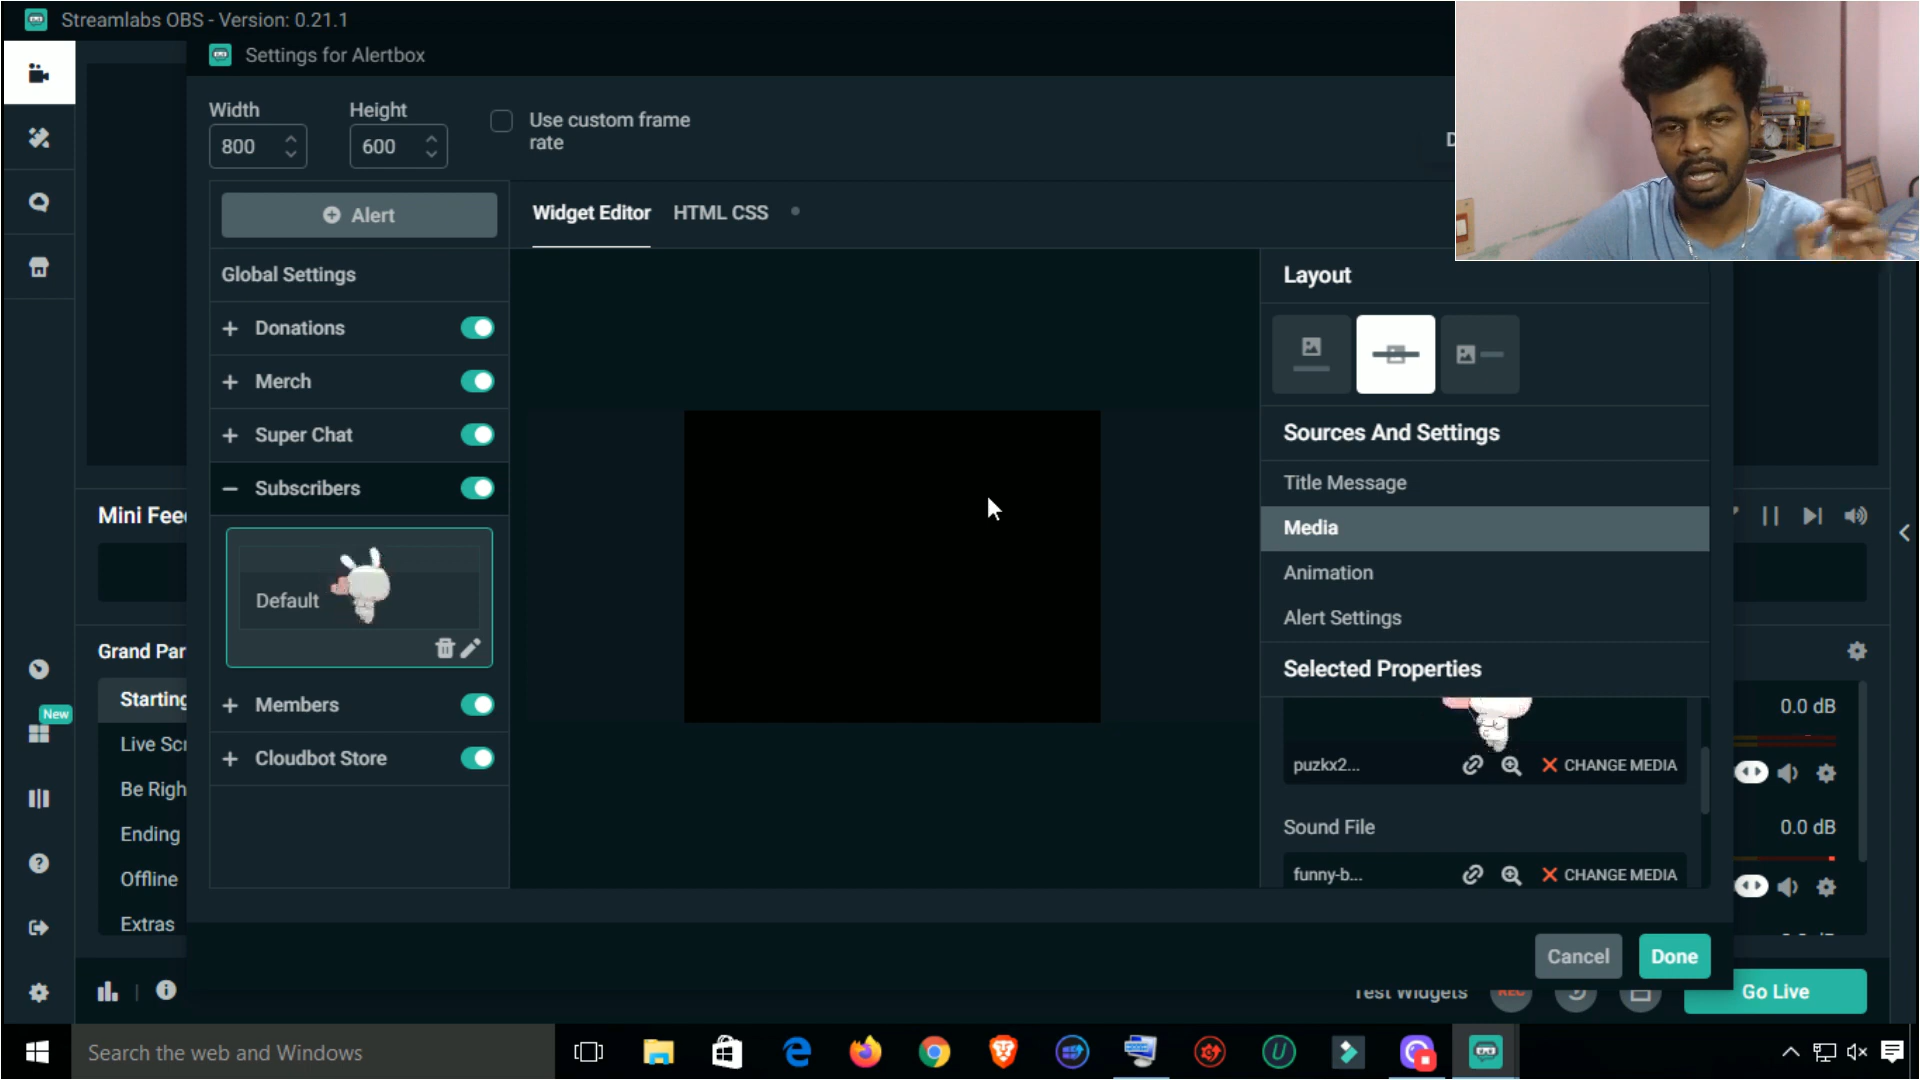 Streamlabs OBS - Version: 0.21.1
Settings for Alertbox
Width
Height
800
600
Use custom frame
rate
D
Alert
Widget Editor
HTML CSS
Global Settings
Donations
Merch
Super Chat
Subscribers
Default
Members
Cloudbot Store
Layout
Sources And Settings
Title Message
Media
Animation
Alert Settings
Selected Properties
puzkx2...
CHANGE MEDIA
Sound File
funny-b...
CHANGE MEDIA
Cancel
Done
Mini Fee
Grand Par
Starting
Live Scr
Be Righ
Ending
Offline
Extras
New
0.0 dB
0.0 dB
Test Widgets
REC
Go Live
Search the web and Windows